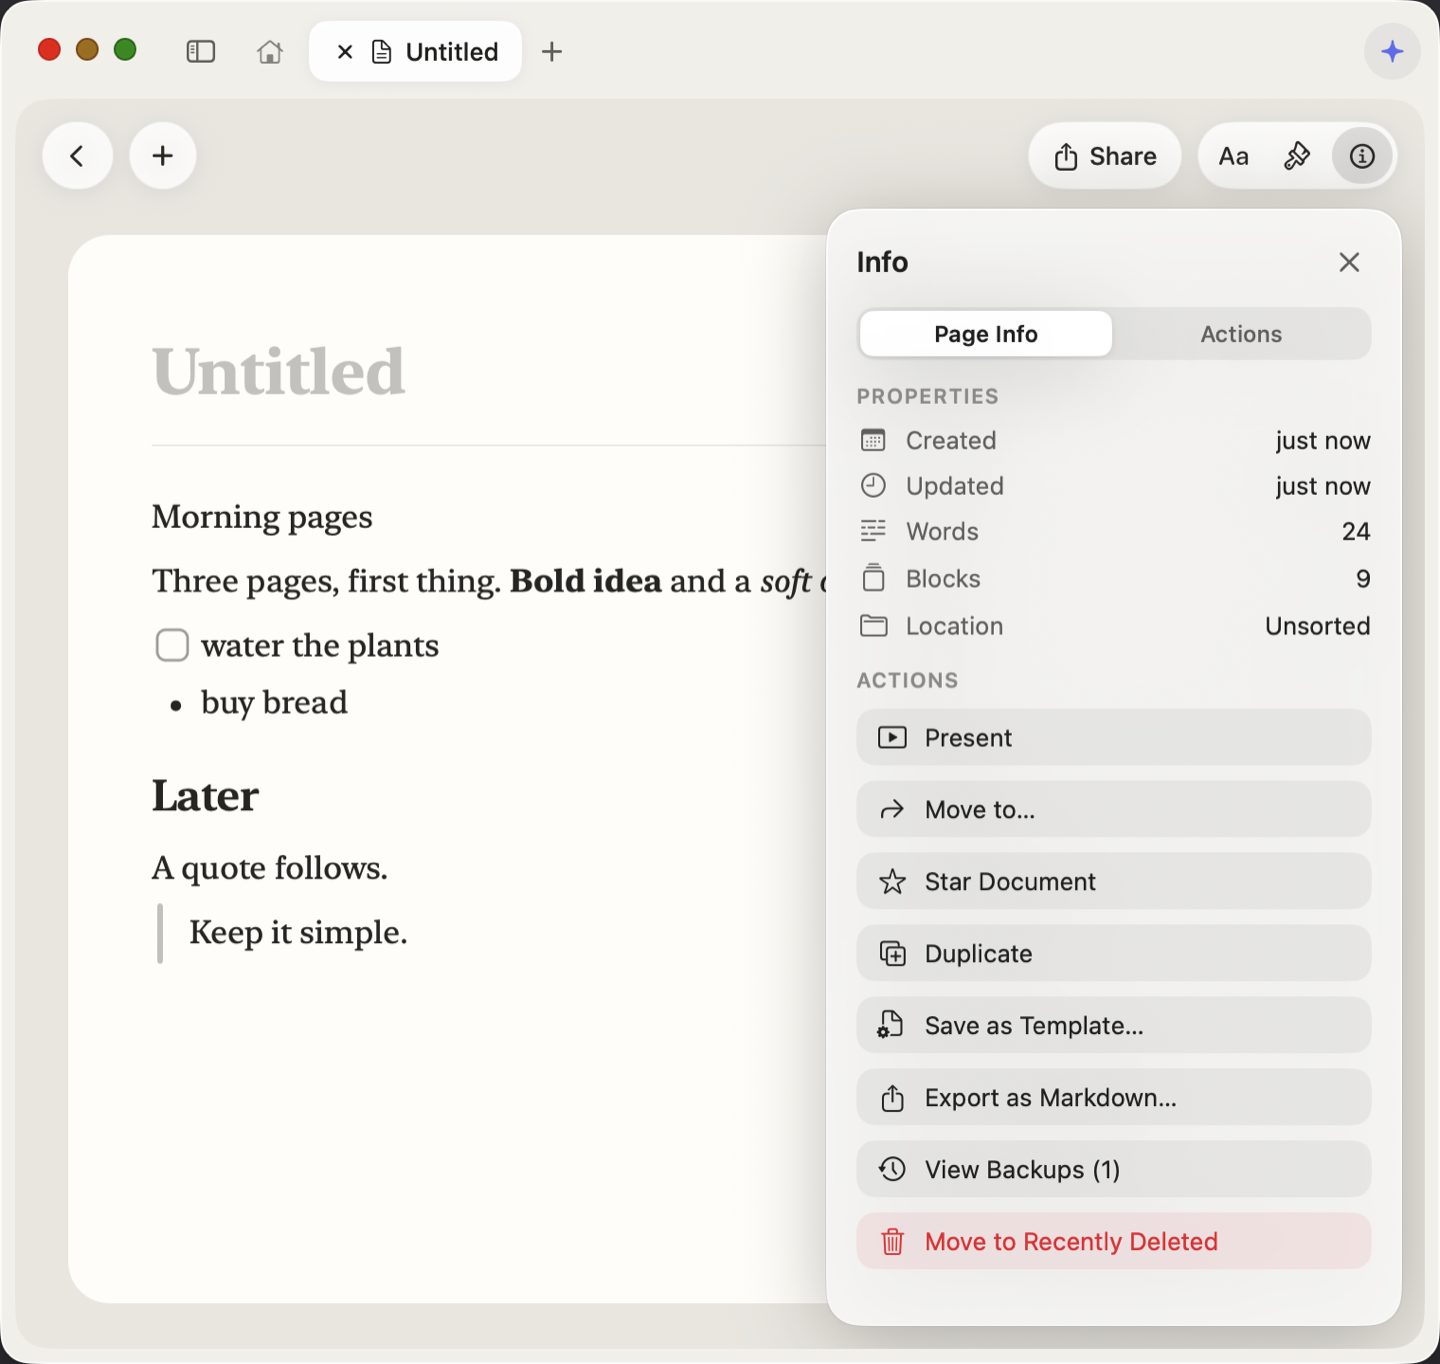 Untitled
Share
Aa
Untitled
Morning pages
Three pages, first thing. Bold idea and a soft
water the plants
• buy bread
Later
A quote follows.
Keep it simple.
Info
Page Info
Actions
PROPERTIES
Created just now
Updated just now
Words 24
Blocks 9
Location Unsorted
ACTIONS
Present
Move to...
Star Document
Duplicate
Save as Template...
Export as Markdown...
View Backups (1)
Move to Recently Deleted